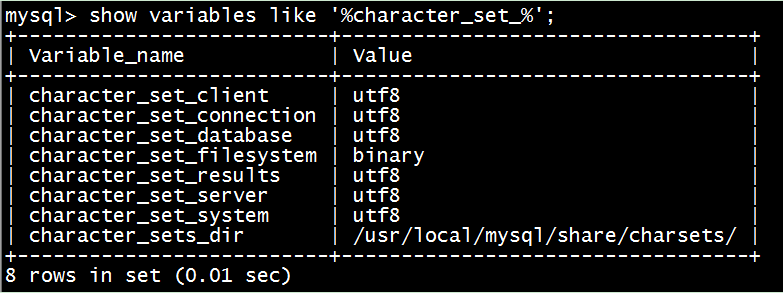 mysql> show variables like '%character_set_%';
+--------------------------+----------------------------------+
| Variable_name            | Value                            |
+--------------------------+----------------------------------+
| character_set_client     | utf8                             |
| character_set_connection | utf8                             |
| character_set_database   | utf8                             |
| character_set_filesystem | binary                           |
| character_set_results    | utf8                             |
| character_set_server     | utf8                             |
| character_set_system     | utf8                             |
| character_sets_dir       | /usr/local/mysql/share/charsets/ |
+--------------------------+----------------------------------+
8 rows in set (0.01 sec)